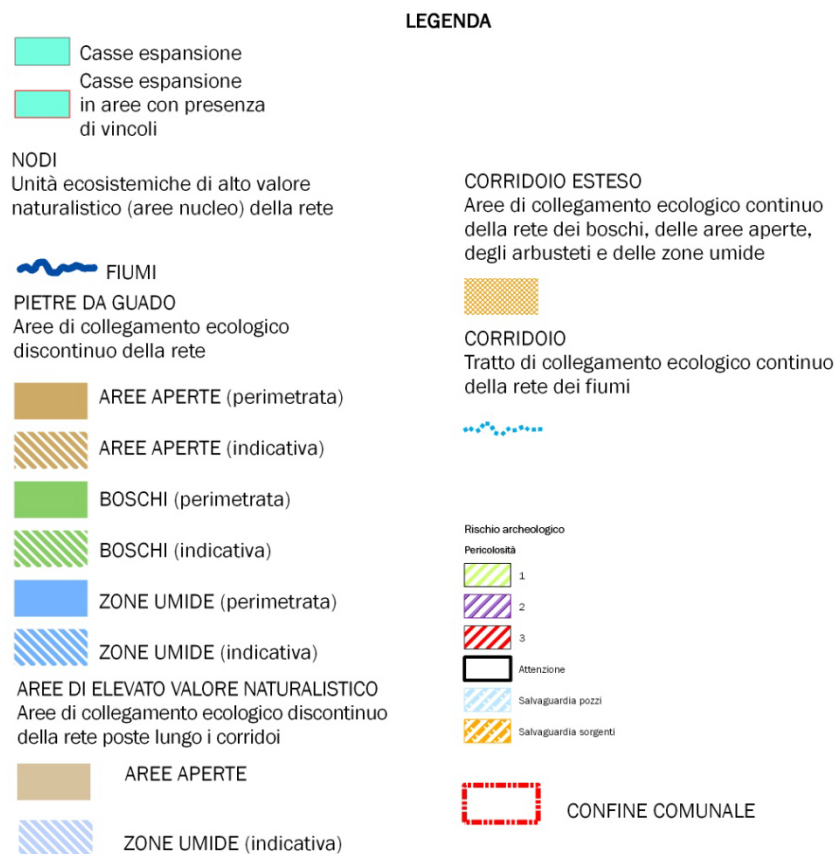 LEGENDA
Casse espansione
Casse espansione
in aree con presenza
di vincoli
NODI
Unità ecosistemiche di alto valore
naturalistico (aree nucleo) della rete
FIUMI
PIETRE DA GUADO
Aree di collegamento ecologico
discontinuo della rete
AREE APERTE (perimetrata)
AREE APERTE (indicativa)
BOSCHI (perimetrata)
BOSCHI (indicativa)
ZONE UMIDE (perimetrata)
ZONE UMIDE (indicativa)
AREE DI ELEVATO VALORE NATURALISTICO
Aree di collegamento ecologico discontinuo
della rete poste lungo i corridoi
AREE APERTE
ZONE UMIDE (indicativa)
CORRIDOIO ESTESO
Aree di collegamento ecologico continuo
della rete dei boschi, delle aree aperte,
degli arbusteti e delle zone umide
CORRIDOIO
Tratto di collegamento ecologico continuo
della rete dei fiumi
Rischio archeologico
Pericolosità
1
2
3
Attenzione
Salvaguardia pozzi
Salvaguardia sorgenti
CONFINE COMUNALE